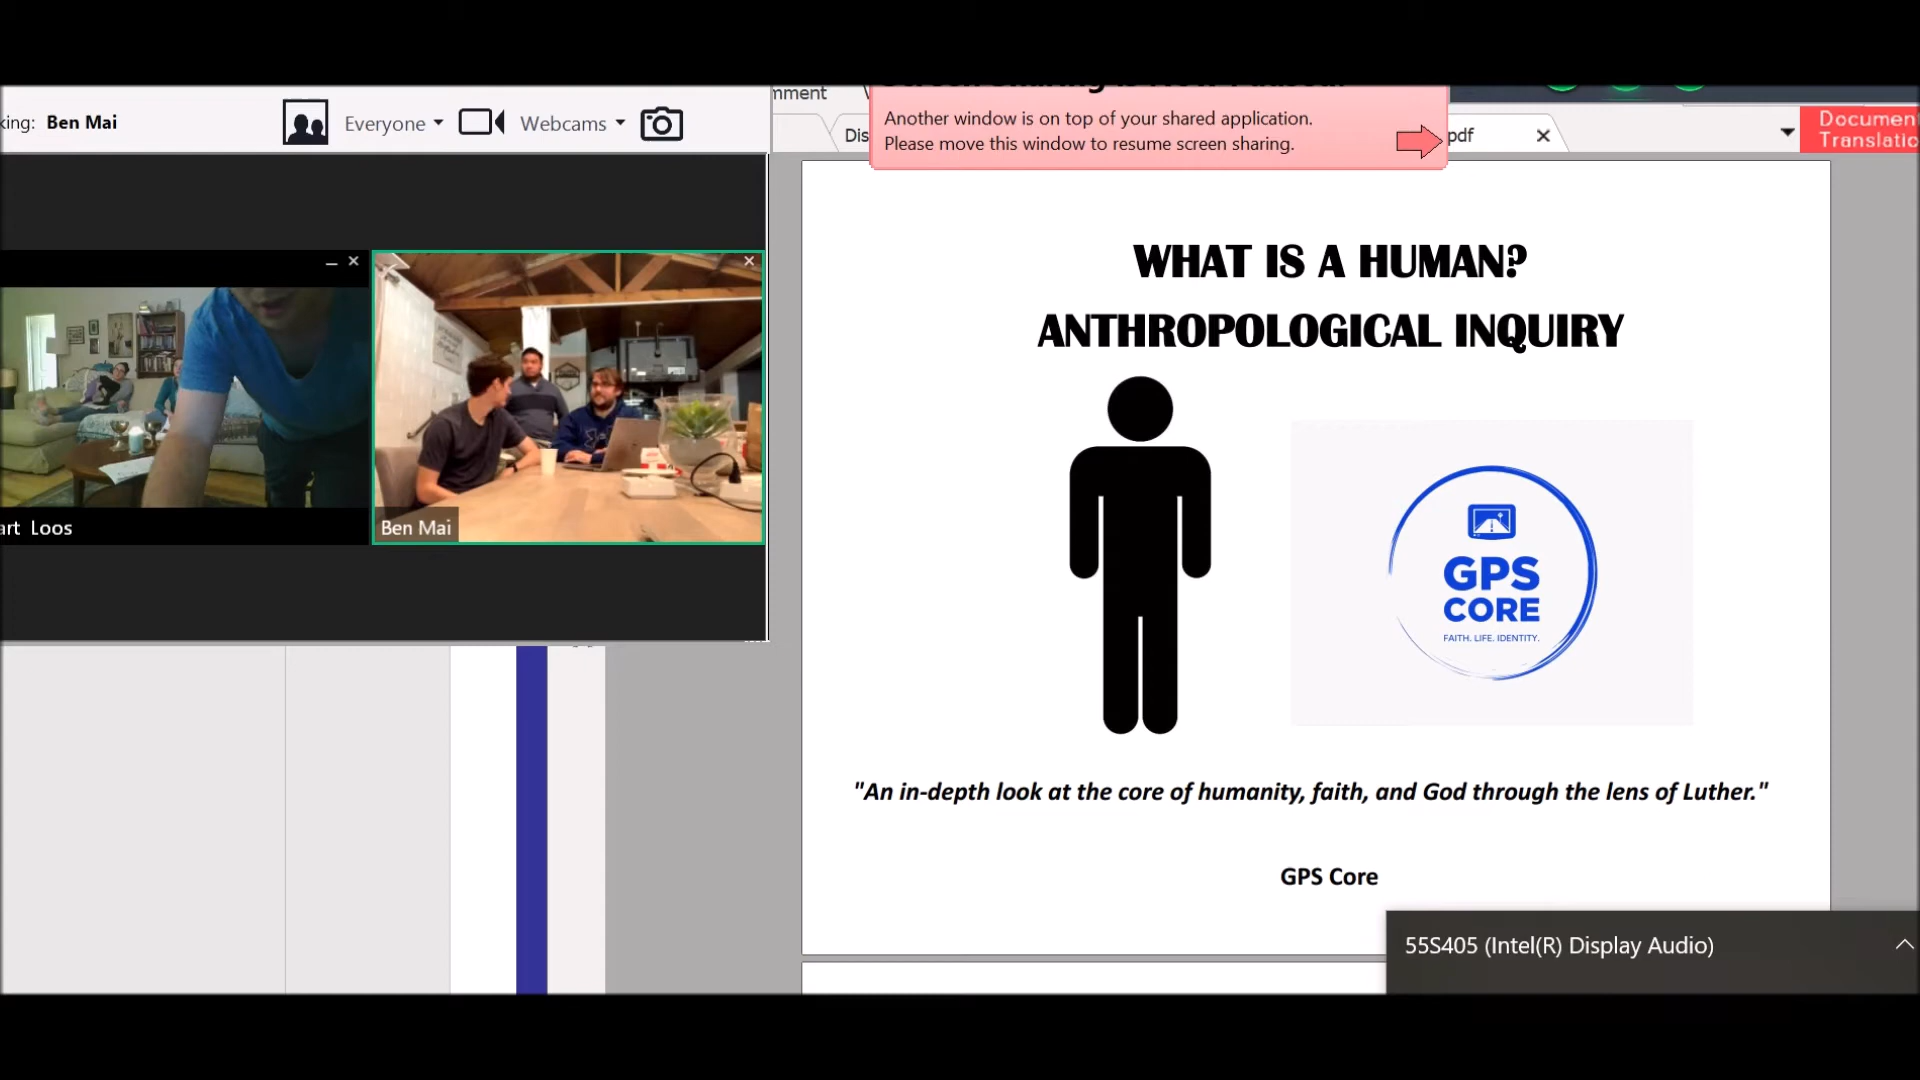 king: Ben Mai
Everyone
Webcams
mment
Another window is on top of your shared application.
Please move this window to resume screen sharing.
Dis
pdf
Document
Translatio
art Loos
Ben Mai
WHAT IS A HUMAN?
ANTHROPOLOGICAL INQUIRY
GPS
CORE
FAITH. LIFE. IDENTITY.
"An in-depth look at the core of humanity, faith, and God through the lens of Luther."
GPS Core
55S405 (Intel(R) Display Audio)